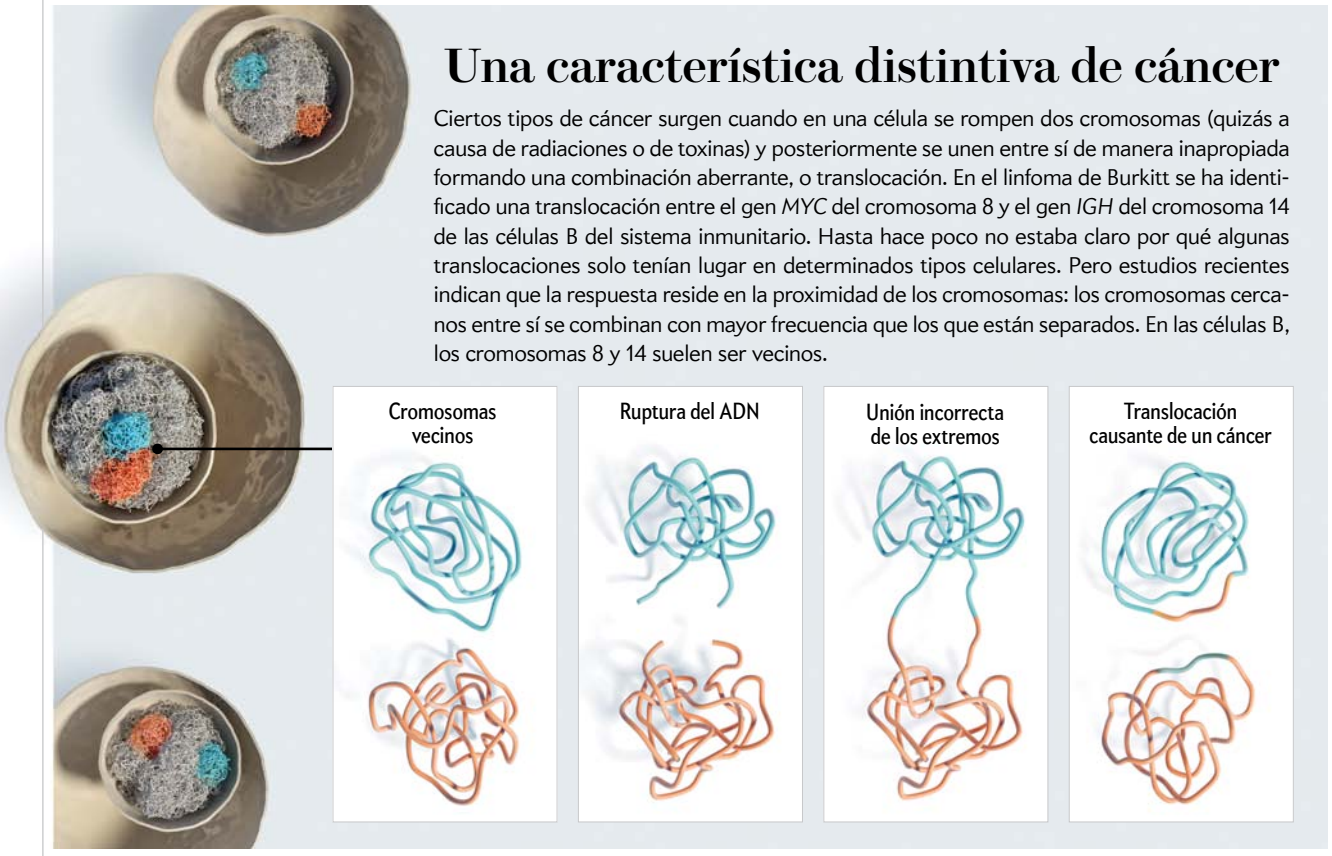 Una característica distintiva de cáncer
Ciertos tipos de cáncer surgen cuando en una célula se rompen dos cromosomas (quizás a
causa de radiaciones o de toxinas) y posteriormente se unen entre sí de manera inapropiada
formando una combinación aberrante, o translocación. En el linfoma de Burkitt se ha identi-
ficado una translocación entre el gen MYC del cromosoma 8 y el gen IGH del cromosoma 14
de las células B del sistema inmunitario. Hasta hace poco no estaba claro por qué algunas
translocaciones solo tenían lugar en determinados tipos celulares. Pero estudios recientes
indican que la respuesta reside en la proximidad de los cromosomas: los cromosomas cerca-
nos entre sí se combinan con mayor frecuencia que los que están separados. En las células B,
los cromosomas 8 y 14 suelen ser vecinos.
Cromosomas
vecinos
Ruptura del ADN
Unión incorrecta
de los extremos
Translocación
causante de un cáncer